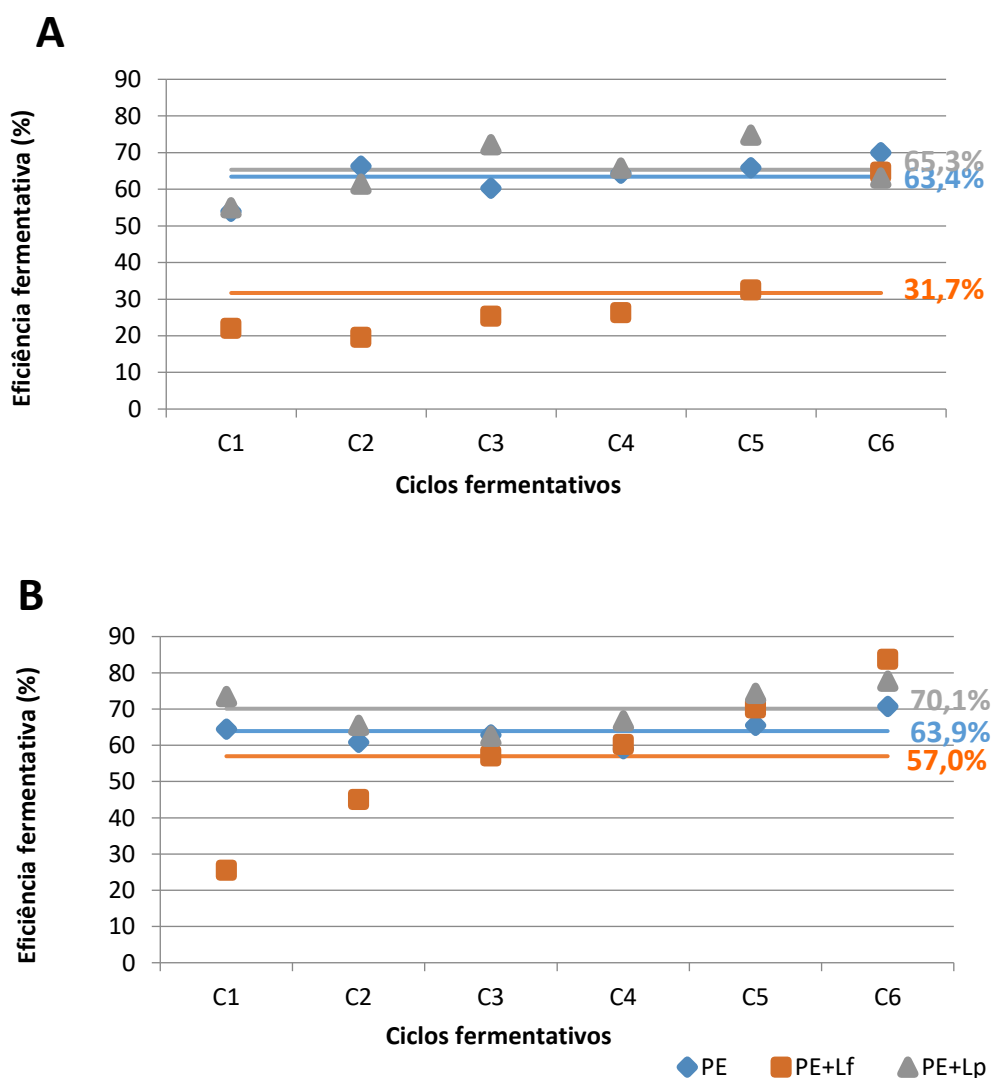 A
Eficiência fermentativa (%)
90
80
70
60
50
40
30
20
10
0
65,3%
63,4%
31,7%
C1 C2 C3 C4 C5 C6
Ciclos fermentativos
B
Eficiência fermentativa (%)
90
80
70
60
50
40
30
20
10
0
70,1%
63,9%
57,0%
C1 C2 C3 C4 C5 C6
Ciclos fermentativos
PE PE+Lf PE+Lp